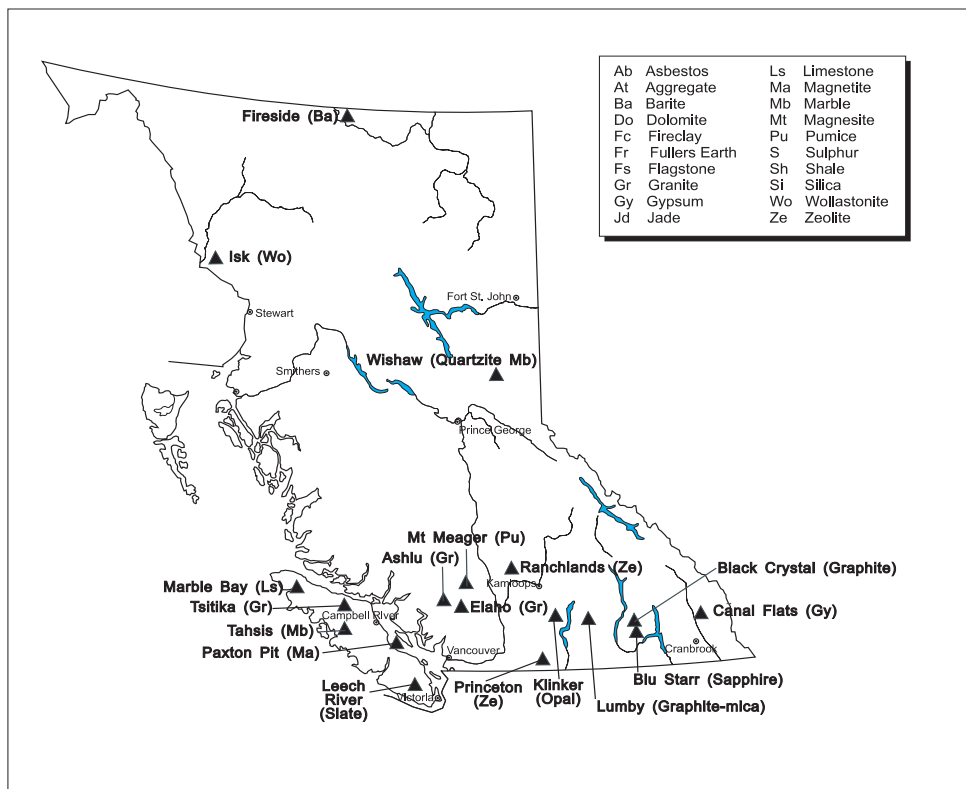 Ab Asbestos
At Aggregate
Ba Barite
Do Dolomite
Fc Fireclay
Fr Fullers Earth
Fs Flagstone
Gr Granite
Gy Gypsum
Jd Jade
Ls Limestone
Ma Magnetite
Mb Marble
Mt Magnesite
Pu Pumice
S Sulphur
Sh Shale
Si Silica
Wo Wollastonite
Ze Zeolite
Fireside (Ba)
Isk (Wo)
Fort St. John
Stewart
Wishaw (Quartzite Mb)
Smithers
Prince George
Mt Meager (Pu)
Ashlu (Gr)
Ranchlands (Ze)
Kamloops
Black Crystal (Graphite)
Marble Bay (Ls)
Tsitika (Gr)
Elaho (Gr)
Canal Flats (Gy)
Campbell River
Tahsis (Mb)
Paxton Pit (Ma)
Vancouver
Cranbrook
Leech
River
(Slate)
Victoria
Princeton
(Ze)
Klinker
(Opal)
Blu Starr (Sapphire)
Lumby (Graphite-mica)